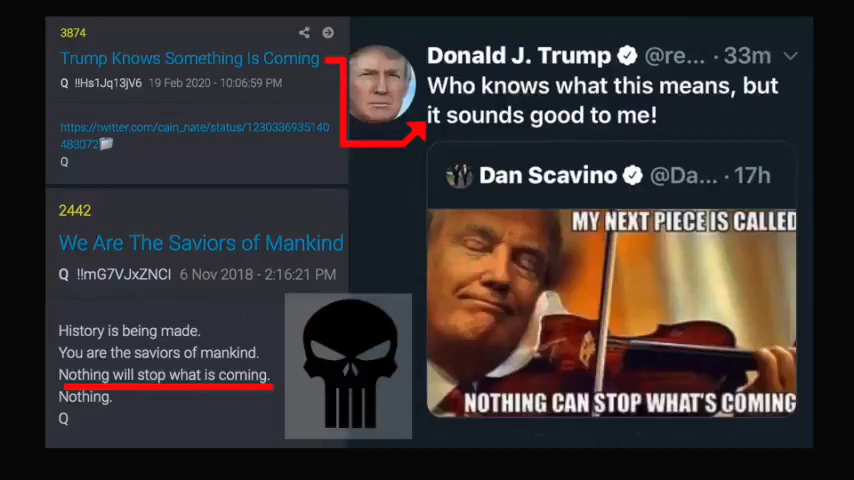 3874
Trump Knows Something Is Coming
Q !!Hs1Jq13jV6 19 Feb 2020 - 10:06:59 PM
https://twitter.com/cain_nate/status/1230336935140
483072
Q
2442
We Are The Saviors of Mankind
Q !!mG7VJxZNCI 6 Nov 2018 - 2:16:21 PM
History is being made.
You are the saviors of mankind.
Nothing will stop what is coming.
Nothing.
Q
Donald J. Trump @re... · 33m
Who knows what this means, but
it sounds good to me!
Dan Scavino @Da... · 17h
MY NEXT PIECE IS CALLED
NOTHING CAN STOP WHAT'S COMING